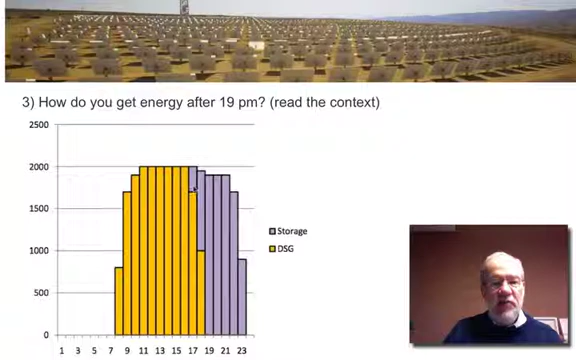 3) How do you get energy after 19 pm? (read the context)
2500
2000
1500
1000
500
0
1 3 5 7 9 11 13 15 17 19 21 23
Storage
DSG